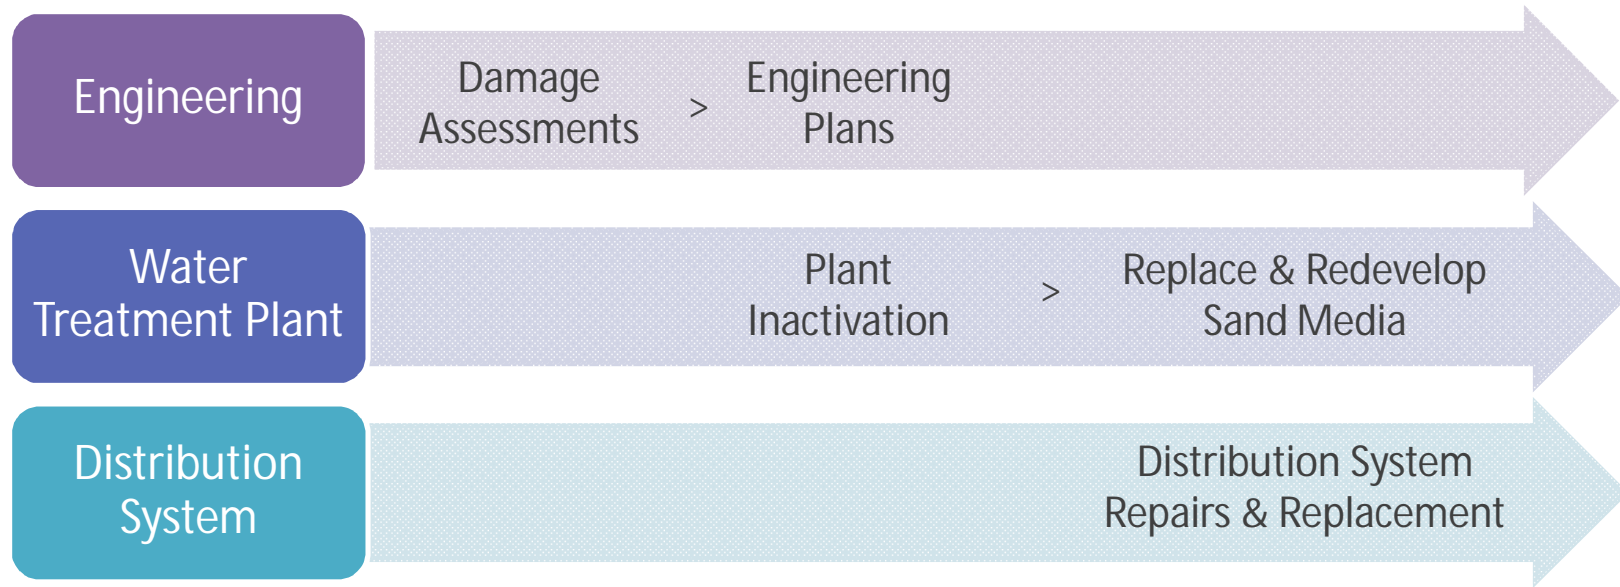 Engineering
Damage
Assessments
>
Engineering
Plans
Water
Treatment Plant
Plant
Inactivation
>
Replace & Redevelop
Sand Media
Distribution
System
Distribution System
Repairs & Replacement